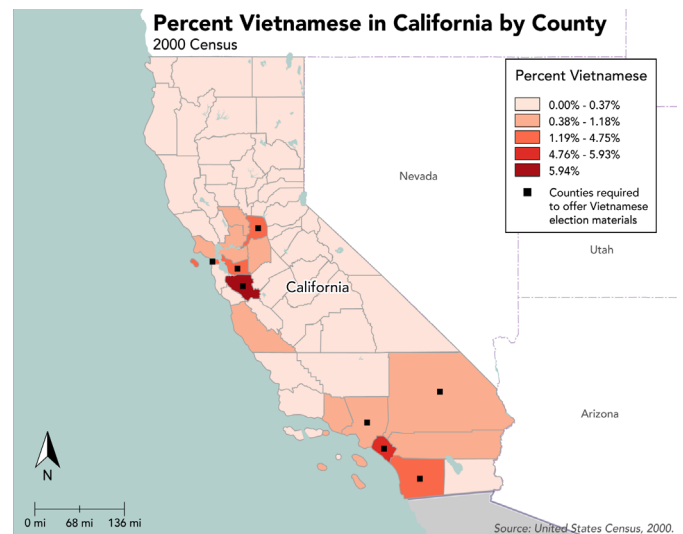 Percent Vietnamese in California by County
2000 Census
Percent Vietnamese
0.00% - 0.37%
0.38% - 1.18%
1.19% - 4.75%
4.76% - 5.93%
5.94%
Counties required
to offer Vietnamese
election materials
Nevada
Utah
California
Arizona
N
0 mi 68 mi 136 mi
Source: United States Census, 2000.